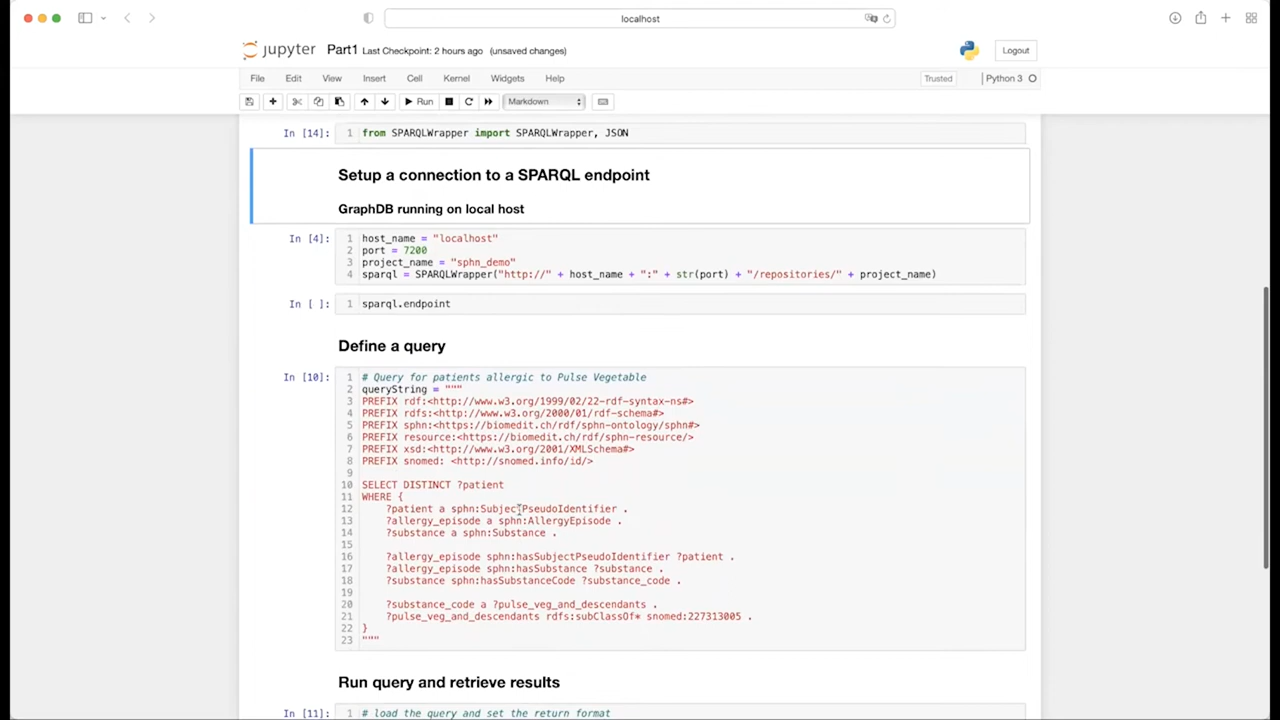 localhost
jupyter Part1 Last Checkpoint: 2 hours ago (unsaved changes)
Logout
File Edit View Insert Cell Kernel Widgets Help
Trusted Python 3
Run Markdown
In [14]: 1 from SPARQLWrapper import SPARQLWrapper, JSON
Setup a connection to a SPARQL endpoint
GraphDB running on local host
In [4]: 1 host_name = "localhost"
2 port = 7200
3 project_name = "sphn_demo"
4 sparql = SPARQLWrapper("http://" + host_name + ":" + str(port) + "/repositories/" + project_name)
In [ ]: 1 sparql.endpoint
Define a query
In [10]: 1 # Query for patients allergic to Pulse Vegetable
2 queryString = """
3 PREFIX rdf:<http://www.w3.org/1999/02/22-rdf-syntax-ns#>
4 PREFIX rdfs:<http://www.w3.org/2000/01/rdf-schema#>
5 PREFIX sphn:<https://biomedit.ch/rdf/sphn-ontology/sphn#>
6 PREFIX resource:<https://biomedit.ch/rdf/sphn-resource/>
7 PREFIX xsd:<http://www.w3.org/2001/XMLSchema#>
8 PREFIX snomed: <http://snomed.info/id/>
9
10 SELECT DISTINCT ?patient
11 WHERE {
12 ?patient a sphn:SubjectPseudoIdentifier .
13 ?allergy_episode a sphn:AllergyEpisode .
14 ?substance a sphn:Substance .
15
16 ?allergy_episode sphn:hasSubjectPseudoIdentifier ?patient .
17 ?allergy_episode sphn:hasSubstance ?substance .
18 ?substance sphn:hasSubstanceCode ?substance_code .
19
20 ?substance_code a ?pulse_veg_and_descendants .
21 ?pulse_veg_and_descendants rdfs:subClassOf* snomed:227313005 .
22 }
23 """
Run query and retrieve results
In [11]: 1 # load the query and set the return format